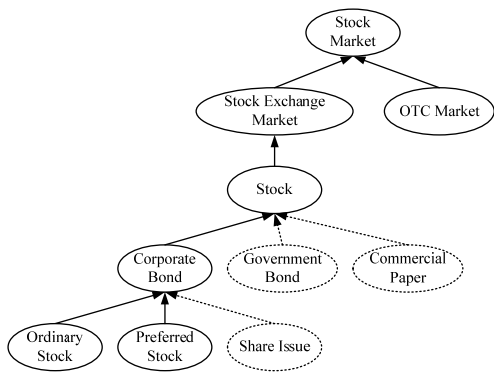 Stock
Market
Stock Exchange
Market
OTC Market
Stock
Corporate
Bond
Government
Bond
Commercial
Paper
Ordinary
Stock
Preferred
Stock
Share Issue